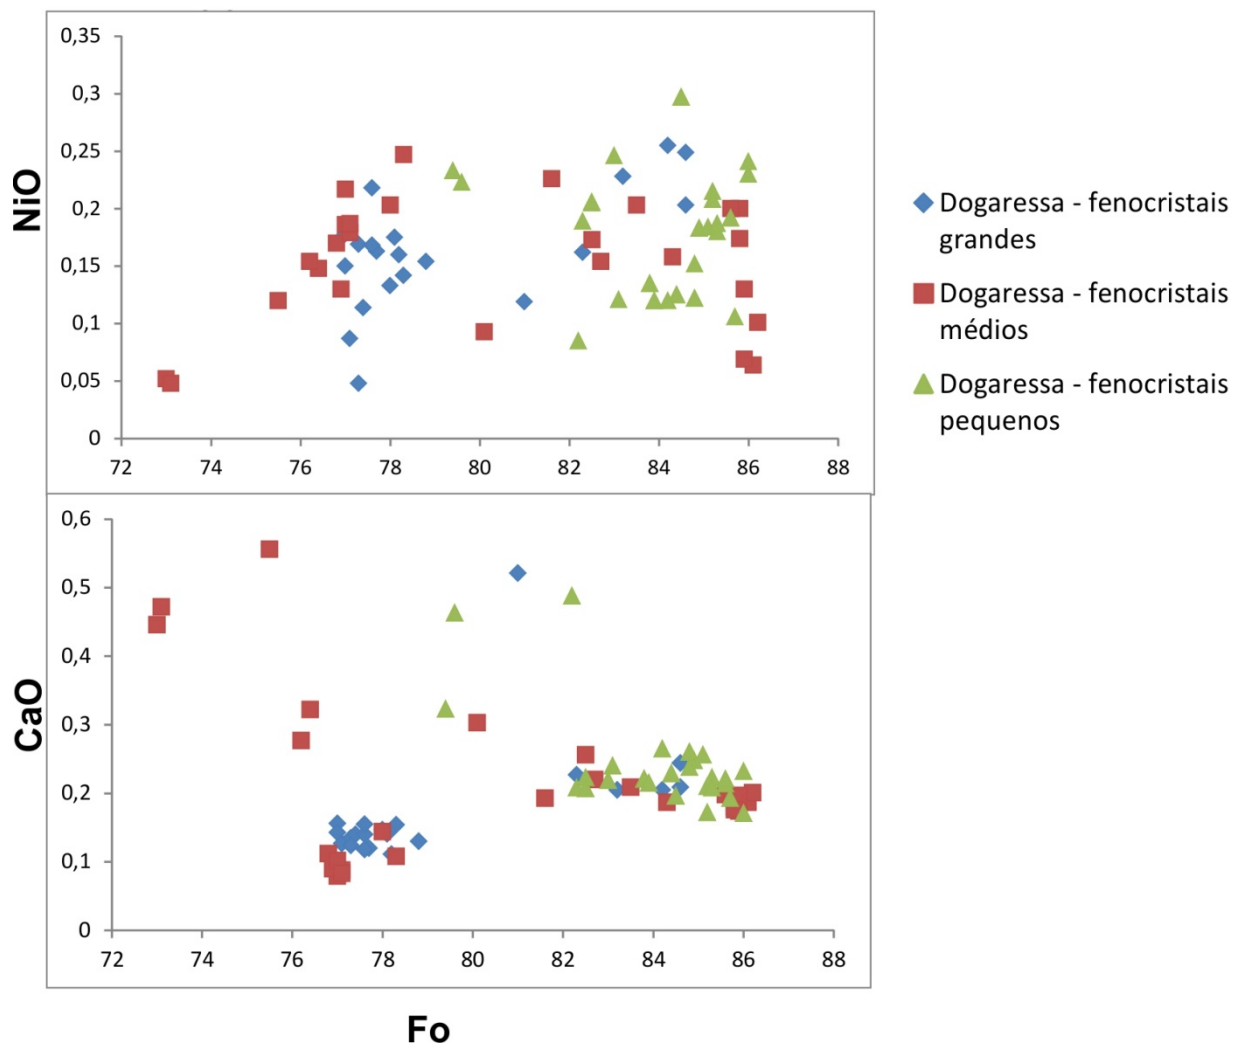 0,35
0,3
0,25
0,2
0,15
0,1
0,05
0
NiO
72 74 76 78 80 82 84 86 88
Dogaressa - fenocristais
grandes
Dogaressa - fenocristais
médios
Dogaressa - fenocristais
pequenos
0,6
0,5
0,4
0,3
0,2
0,1
0
CaO
72 74 76 78 80 82 84 86 88
Fo